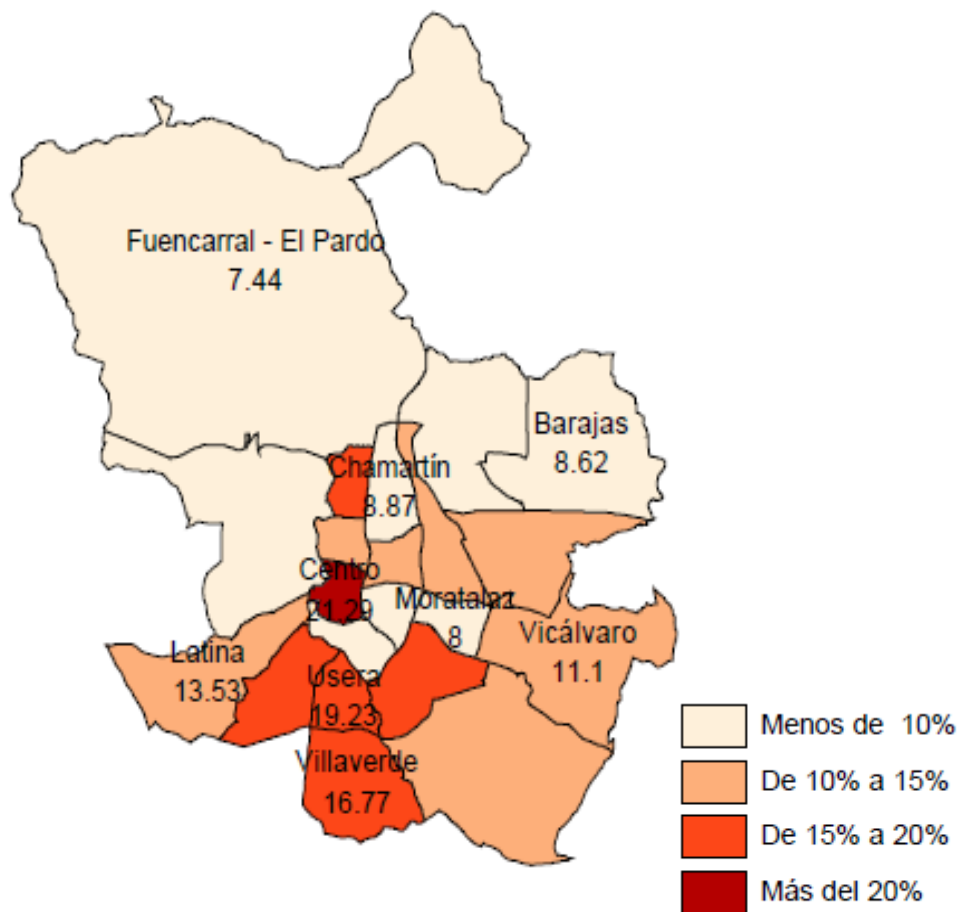 Fuencarral - El Pardo
7.44
Barajas
8.62
Chamartín
8.87
Centro
21.29
Moratalaz
8
Vicálvaro
11.1
Latina
13.53
Usera
19.23
Villaverde
16.77
Menos de 10%
De 10% a 15%
De 15% a 20%
Más del 20%